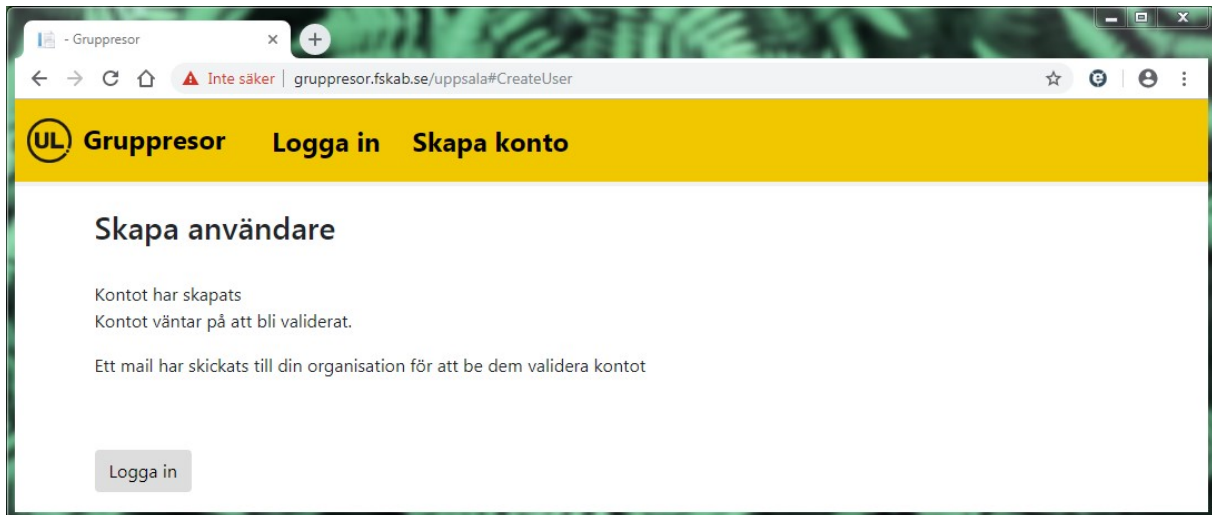 - Gruppresor
Inte säker | gruppresor.fskab.se/uppsala#CreateUser
UL Gruppresor Logga in Skapa konto
Skapa användare
Kontot har skapats
Kontot väntar på att bli validerat.
Ett mail har skickats till din organisation för att be dem validera kontot
Logga in